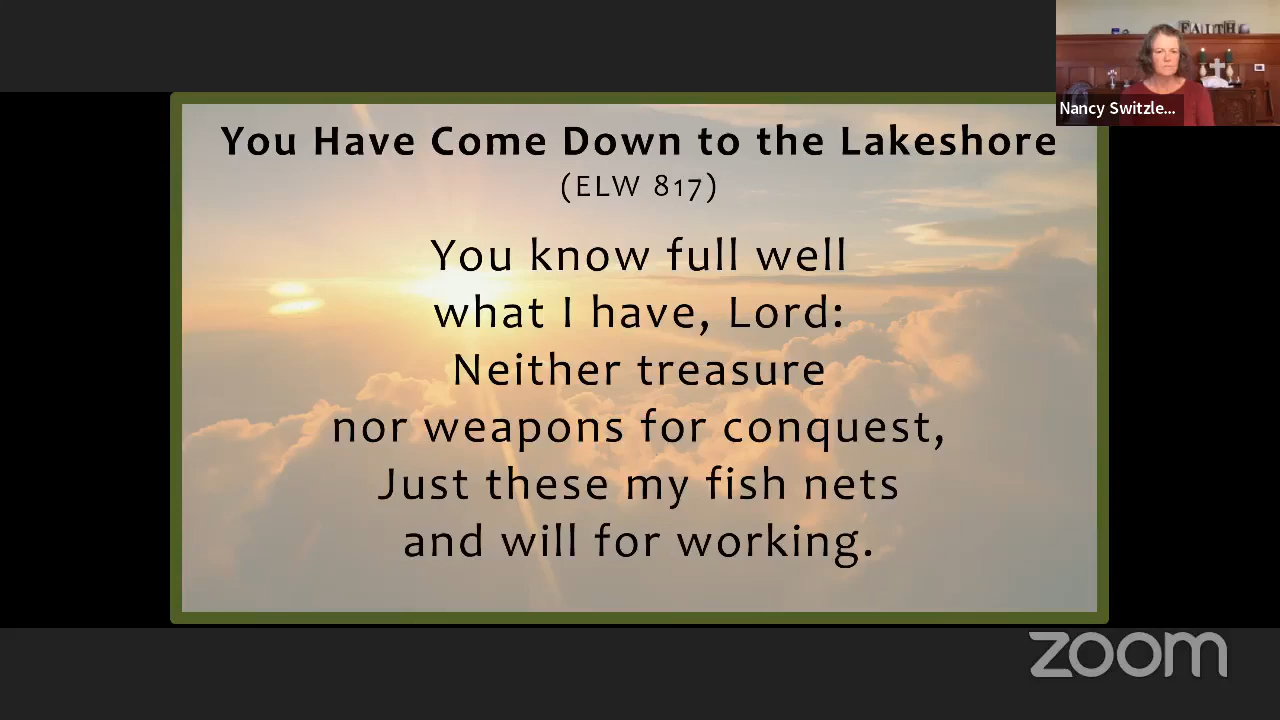 FAITH
Nancy Switzle...
You Have Come Down to the Lakeshore
(ELW 817)
You know full well
what I have, Lord:
Neither treasure
nor weapons for conquest,
Just these my fish nets
and will for working.
zoom